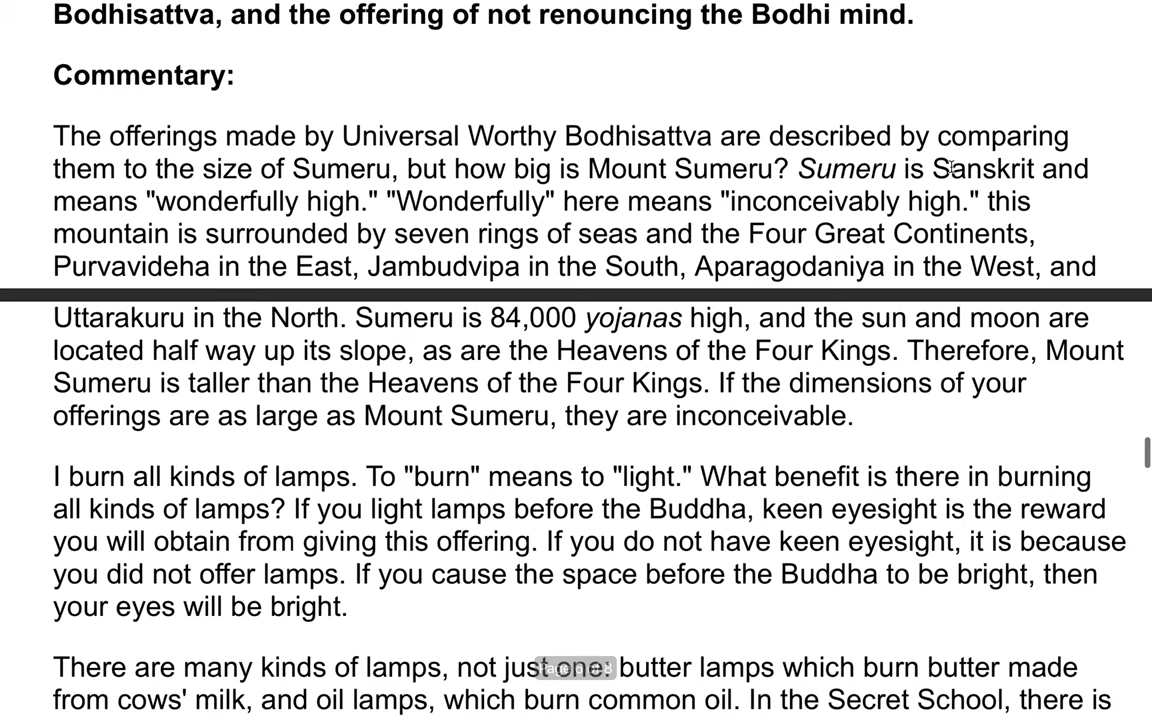 Bodhisattva, and the offering of not renouncing the Bodhi mind.
Commentary:
The offerings made by Universal Worthy Bodhisattva are described by comparing
them to the size of Sumeru, but how big is Mount Sumeru? Sumeru is Sanskrit and
means "wonderfully high." "Wonderfully" here means "inconceivably high." this
mountain is surrounded by seven rings of seas and the Four Great Continents,
Purvavideha in the East, Jambudvipa in the South, Aparagodaniya in the West, and
Uttarakuru in the North. Sumeru is 84,000 yojanas high, and the sun and moon are
located half way up its slope, as are the Heavens of the Four Kings. Therefore, Mount
Sumeru is taller than the Heavens of the Four Kings. If the dimensions of your
offerings are as large as Mount Sumeru, they are inconceivable.
I burn all kinds of lamps. To "burn" means to "light." What benefit is there in burning
all kinds of lamps? If you light lamps before the Buddha, keen eyesight is the reward
you will obtain from giving this offering. If you do not have keen eyesight, it is because
you did not offer lamps. If you cause the space before the Buddha to be bright, then
your eyes will be bright.
There are many kinds of lamps, not just one: butter lamps which burn butter made
from cows' milk, and oil lamps, which burn common oil. In the Secret School, there is